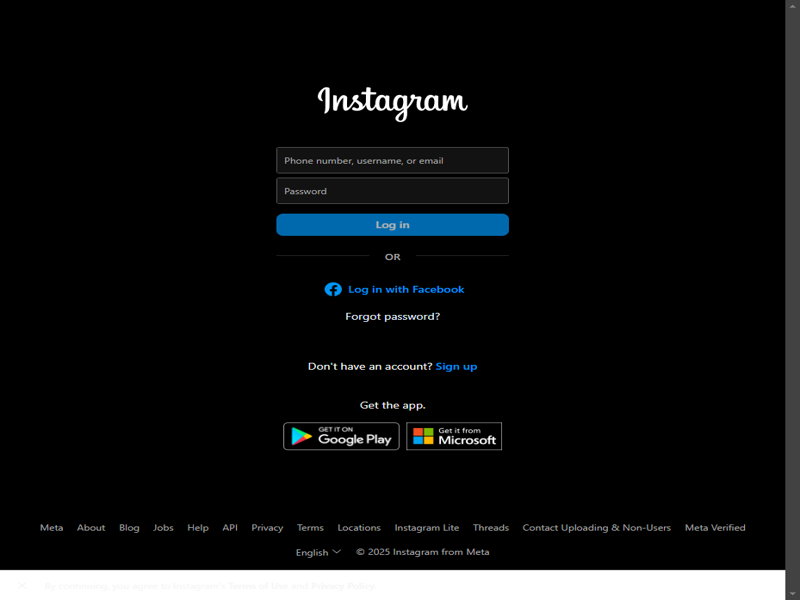 Instagram
Phone number, username, or email
Password
Log in
OR
Log in with Facebook
Forgot password?
Don't have an account? Sign up
Get the app.
GET IT ON
Google Play
Get it from
Microsoft
Meta About Blog Jobs Help API Privacy Terms Locations Instagram Lite Threads Contact Uploading & Non-Users Meta Verified
English © 2025 Instagram from Meta
By continuing, you agree to Instagram's Terms of Use and Privacy Policy.